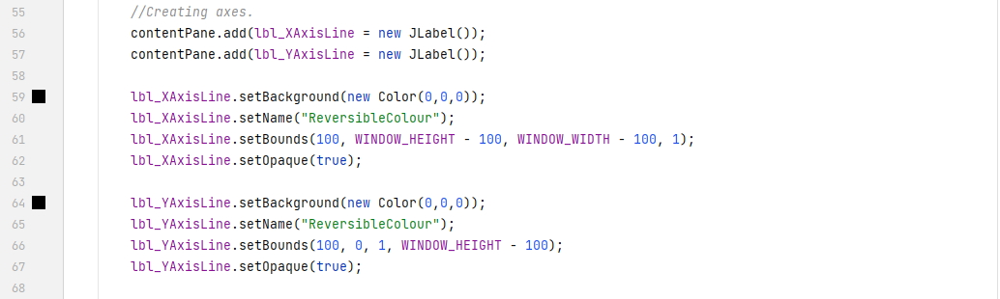 55 //Creating axes.
56 contentPane.add(lbl_XAxisLine = new JLabel());
57 contentPane.add(lbl_YAxisLine = new JLabel());
58
59 lbl_XAxisLine.setBackground(new Color(0,0,0));
60 lbl_XAxisLine.setName("ReversibleColour");
61 lbl_XAxisLine.setBounds(100, WINDOW_HEIGHT - 100, WINDOW_WIDTH - 100, 1);
62 lbl_XAxisLine.setOpaque(true);
63
64 lbl_YAxisLine.setBackground(new Color(0,0,0));
65 lbl_YAxisLine.setName("ReversibleColour");
66 lbl_YAxisLine.setBounds(100, 0, 1, WINDOW_HEIGHT - 100);
67 lbl_YAxisLine.setOpaque(true);
68